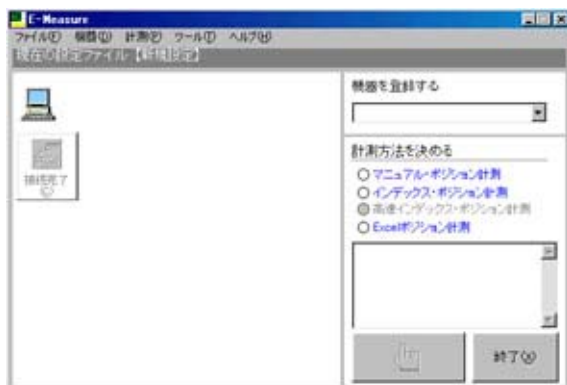 E-Measure
ファイル(F) 機器(D) 計測(P) ツール(T) ヘルプ(H)
現在の設定ファイル【新規設定】
機器を登録する
接続完了
計測方法を決める
マニュアル・ポジション計測
インデックス・ポジション計測
高速インデックス・ポジション計測
Excelポジション計測
終了(X)